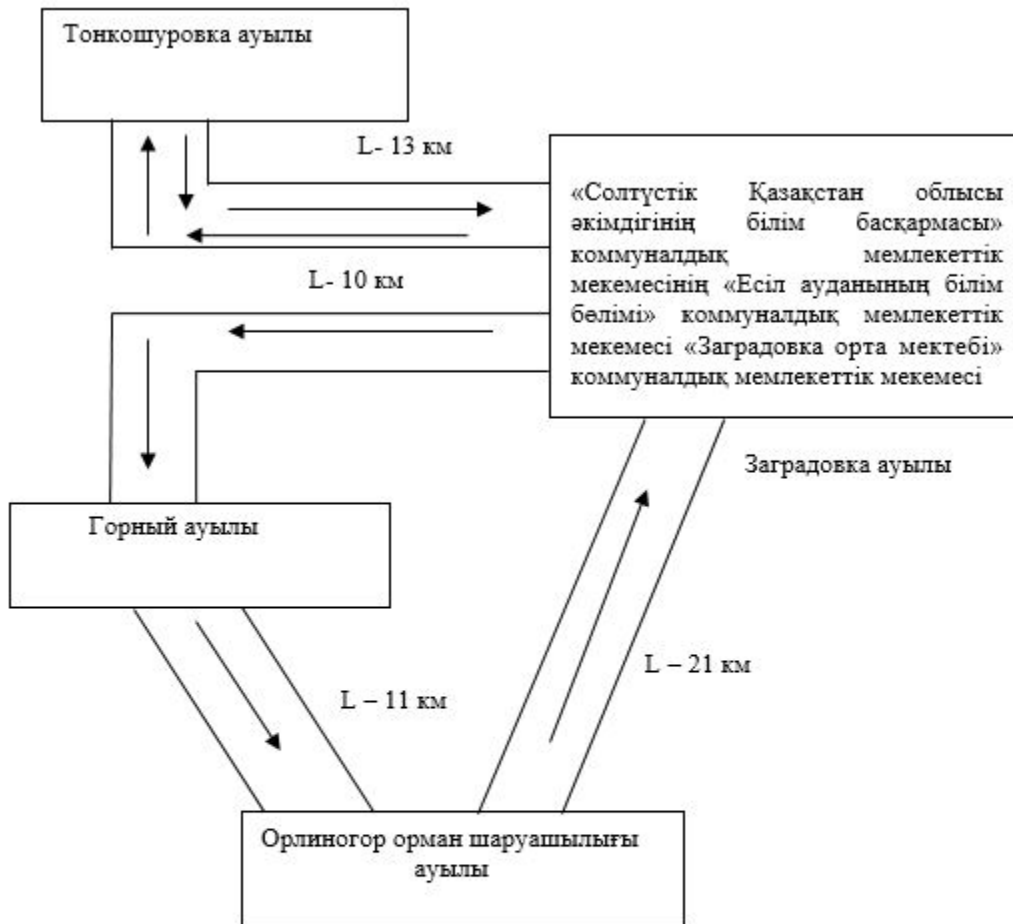 Тонкошуровка ауылы
L- 13 км
«Солтүстік Қазақстан облысы
әкімдігінің білім басқармасы»
коммуналдық мемлекеттік
мекемесінің «Есіл ауданының білім
бөлімі» коммуналдық мемлекеттік
мекемесі «Заградовка орта мектебі»
коммуналдық мемлекеттік мекемесі
L- 10 км
Заградовка ауылы
Горный ауылы
L – 21 км
L – 11 км
Орлиногор орман шаруашылығы
ауылы